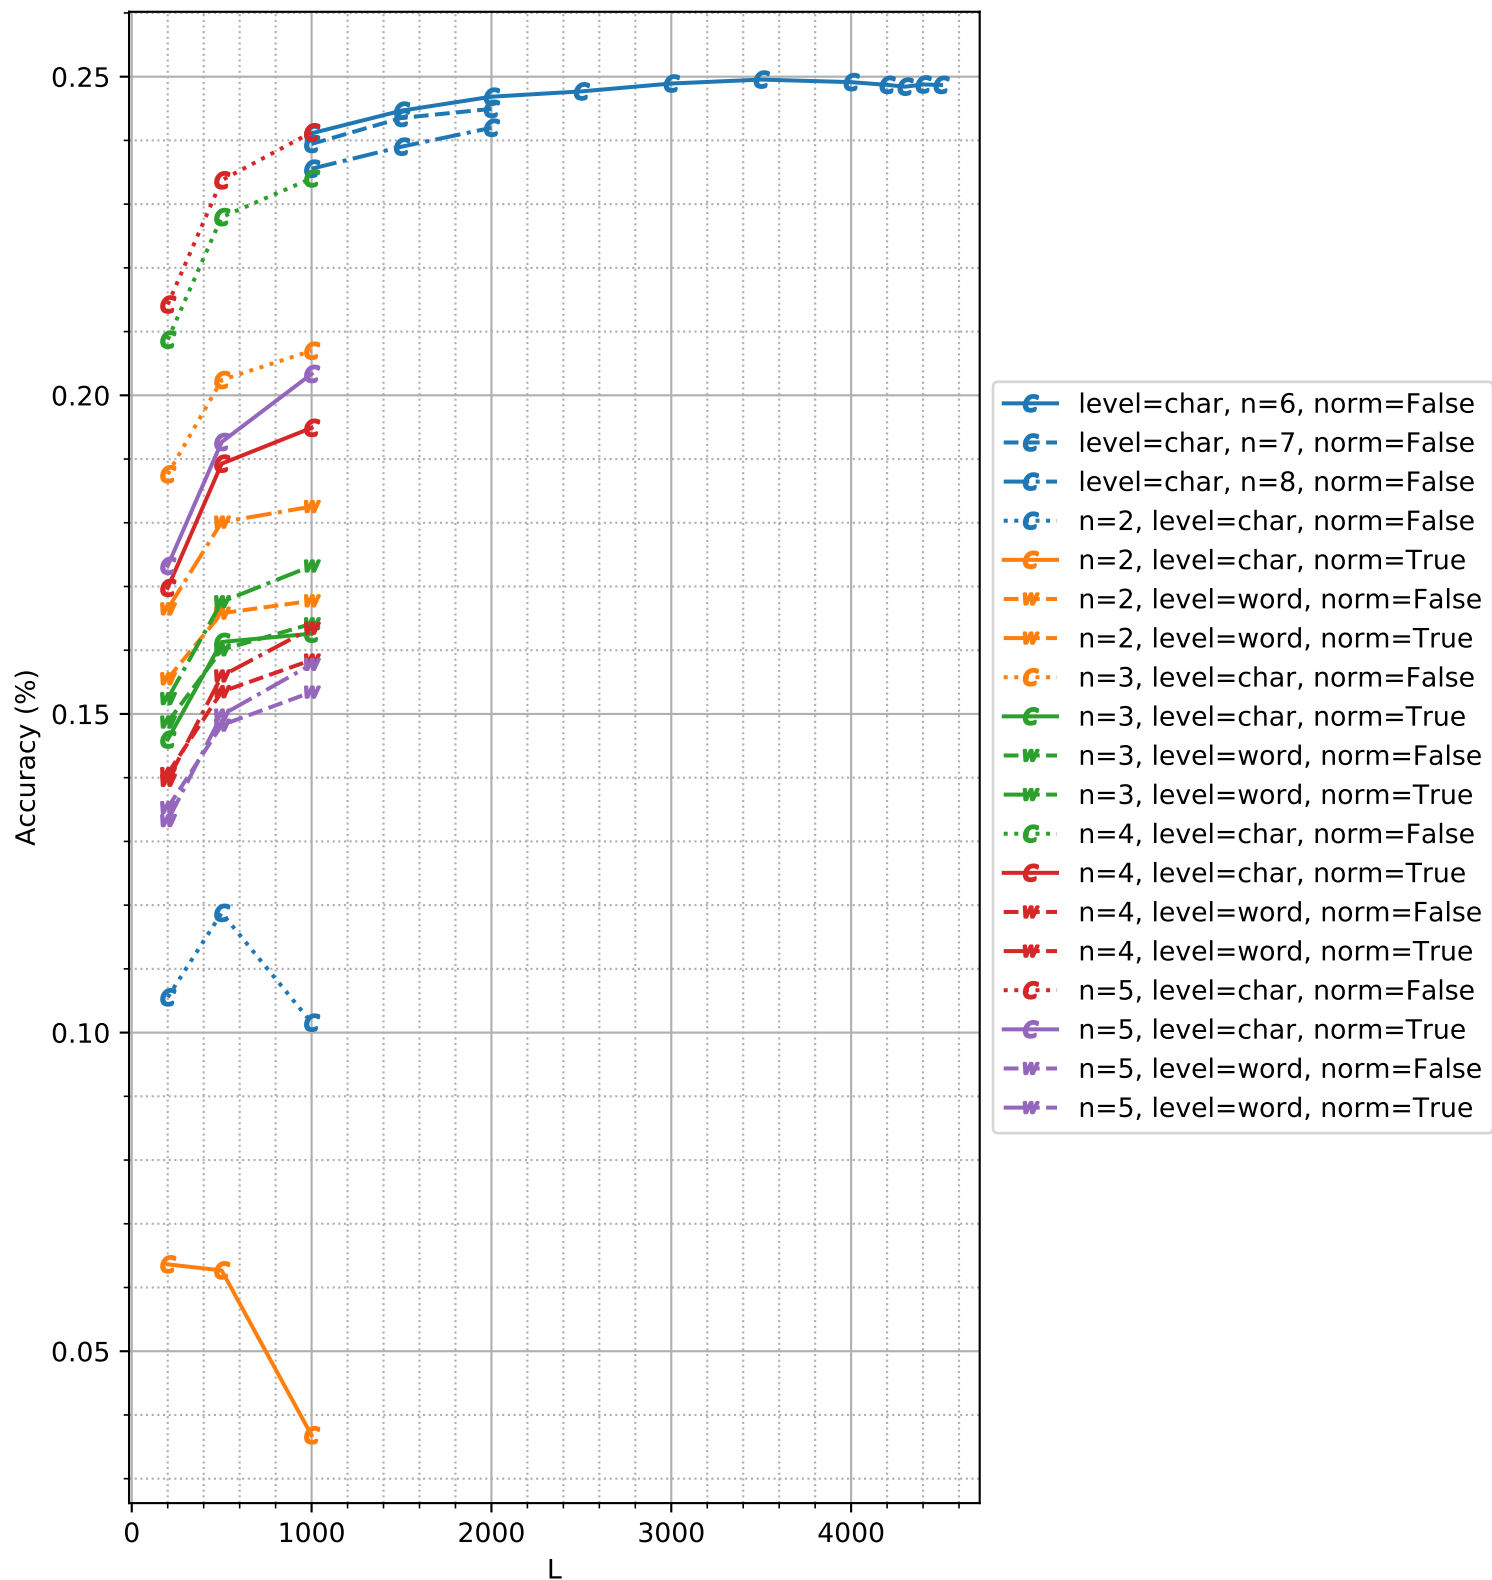 0.25
0.20
0.15
0.10
0.05
Accuracy (%)
0 1000 2000 3000 4000
L
level=char, n=6, norm=False
level=char, n=7, norm=False
level=char, n=8, norm=False
n=2, level=char, norm=False
n=2, level=char, norm=True
n=2, level=word, norm=False
n=2, level=word, norm=True
n=3, level=char, norm=False
n=3, level=char, norm=True
n=3, level=word, norm=False
n=3, level=word, norm=True
n=4, level=char, norm=False
n=4, level=char, norm=True
n=4, level=word, norm=False
n=4, level=word, norm=True
n=5, level=char, norm=False
n=5, level=char, norm=True
n=5, level=word, norm=False
n=5, level=word, norm=True